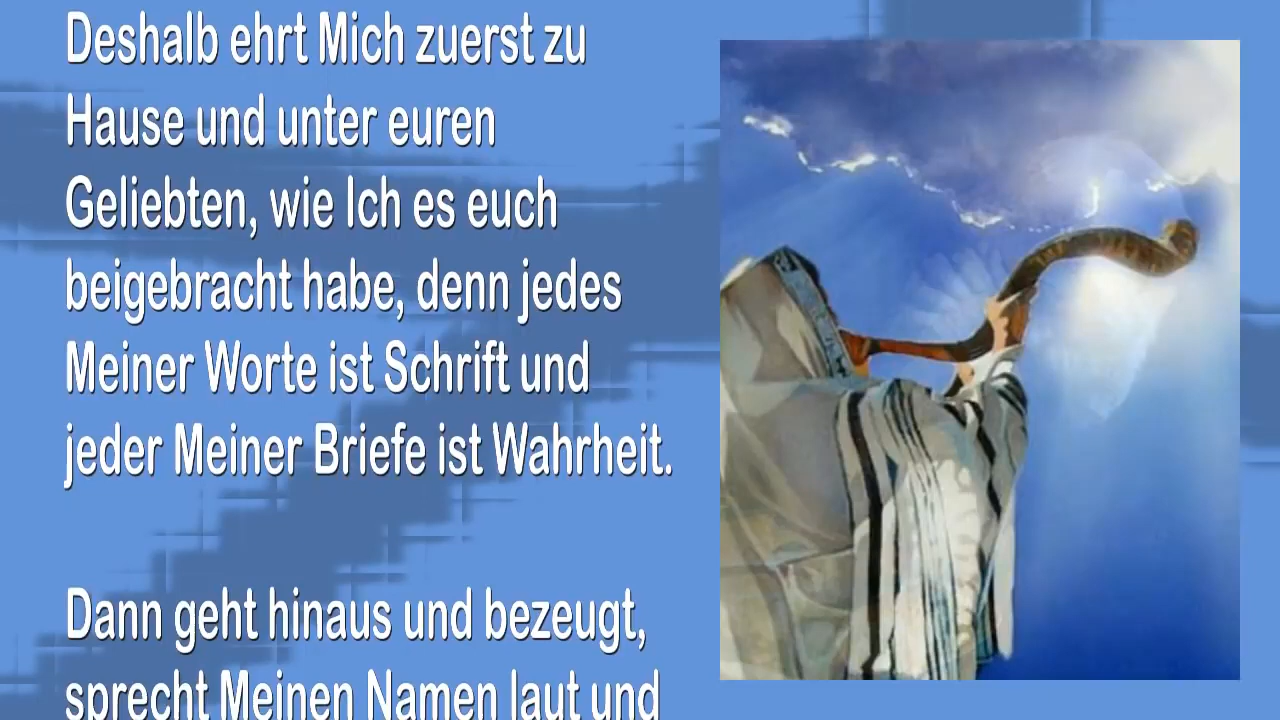 Deshalb ehrt Mich zuerst zu
Hause und unter euren
Geliebten, wie Ich es euch
beigebracht habe, denn jedes
Meiner Worte ist Schrift und
jeder Meiner Briefe ist Wahrheit.
Dann geht hinaus und bezeugt,
sprecht Meinen Namen laut und